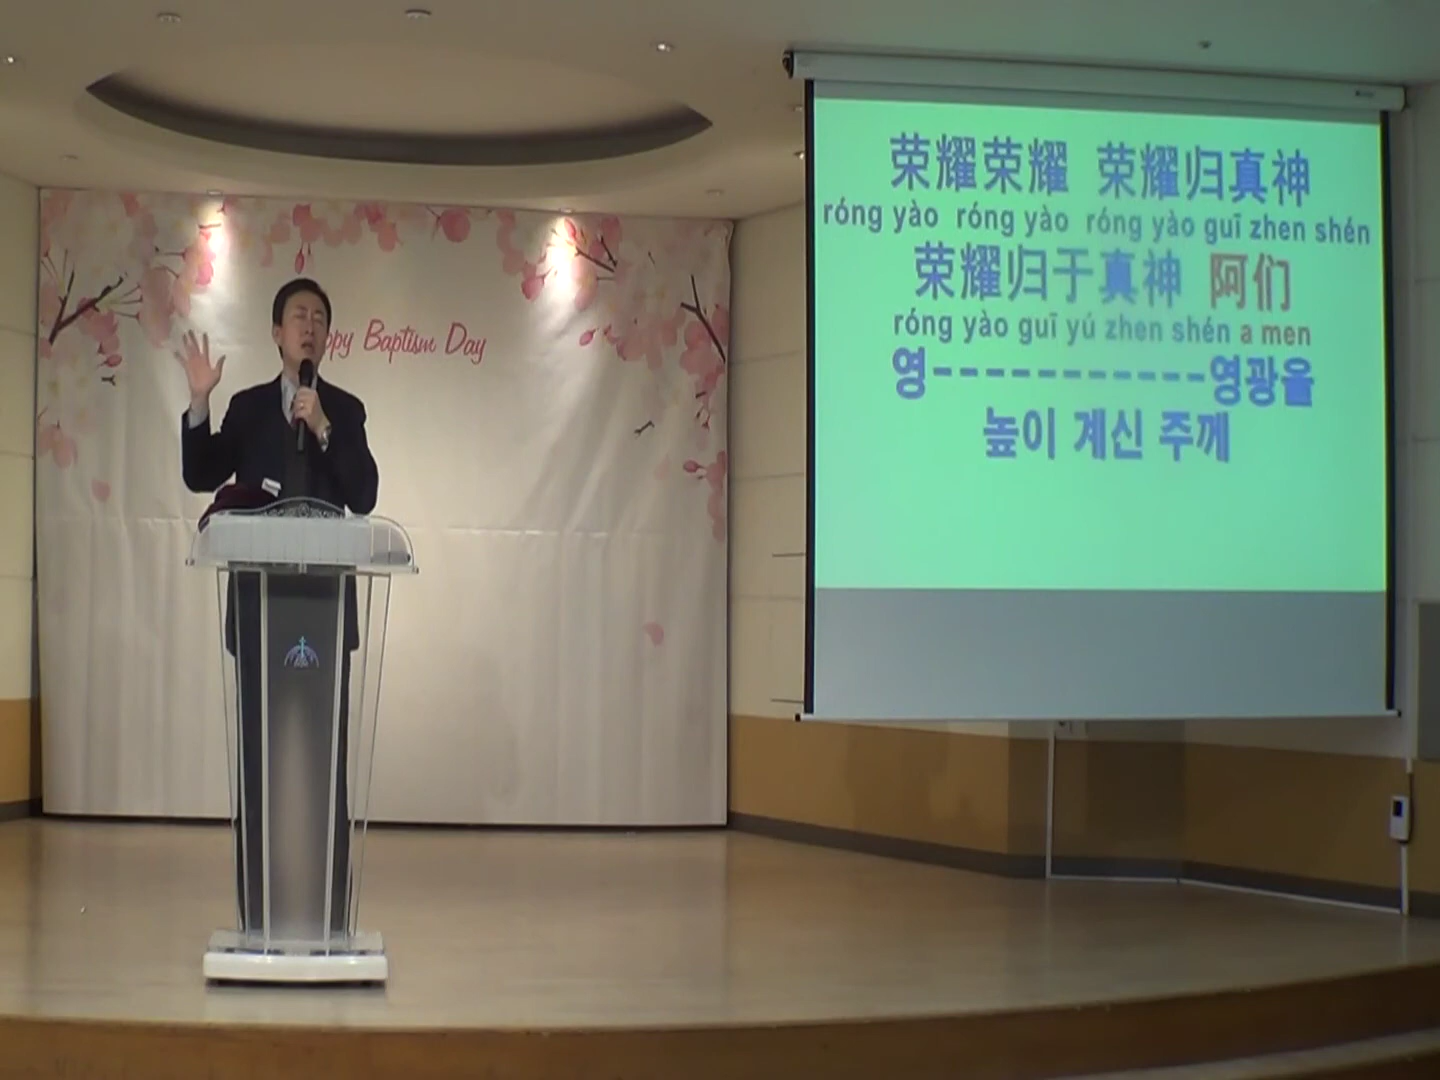 Baptism Day
荣耀荣耀 荣耀归真神
róng yào róng yào róng yào guī zhen shén
荣耀归于真神 阿们
róng yào guī yú zhen shén a men
영-----------영광을
높이 계신 주께